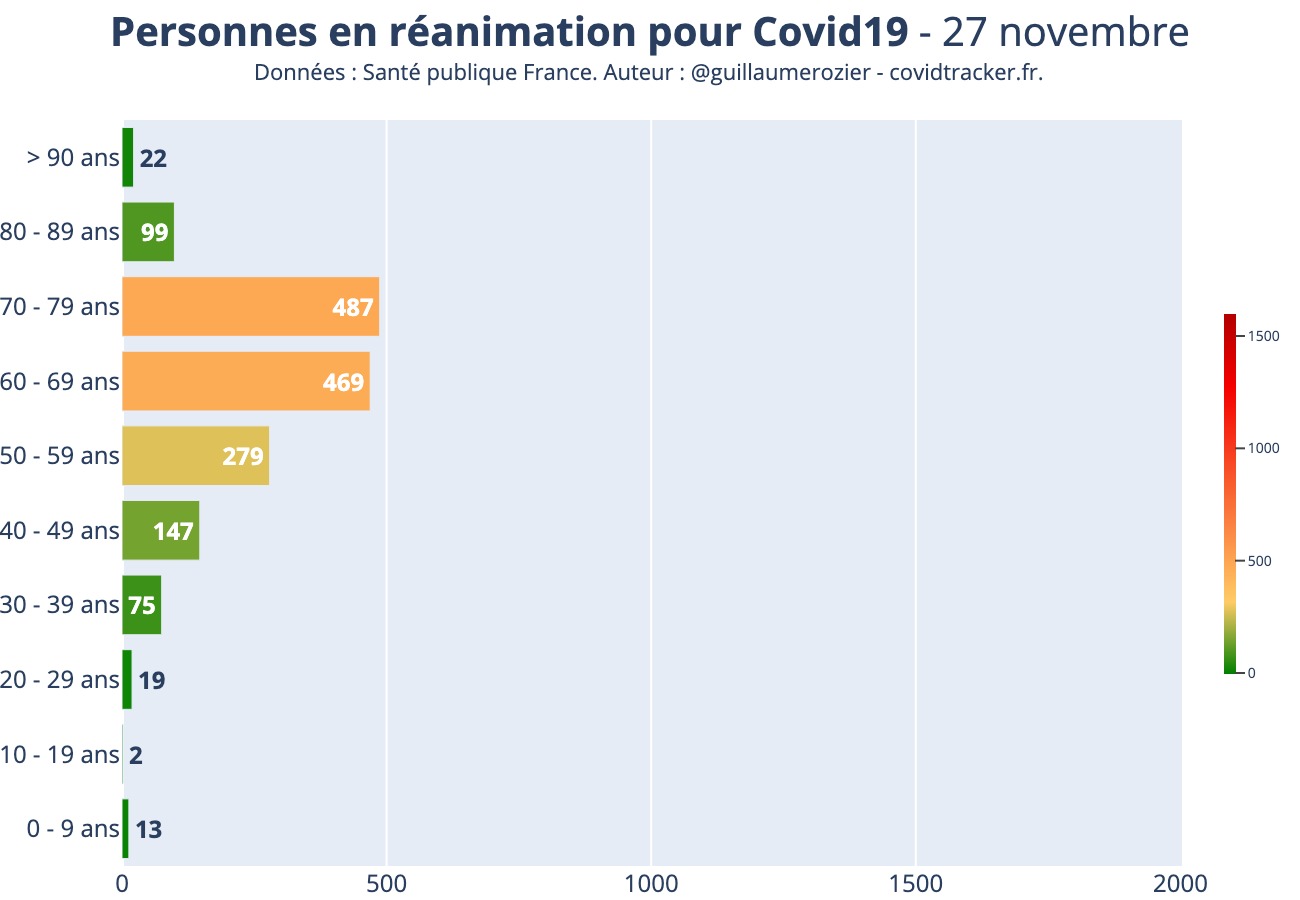 Personnes en réanimation pour Covid19 - 27 novembre
Données : Santé publique France. Auteur : @guillaumerozier - covidtracker.fr.
> 90 ans 22
80 - 89 ans 99
70 - 79 ans 487
60 - 69 ans 469
50 - 59 ans 279
40 - 49 ans 147
30 - 39 ans 75
20 - 29 ans 19
10 - 19 ans 2
0 - 9 ans 13
0 500 1000 1500 2000
1500
1000
500
0